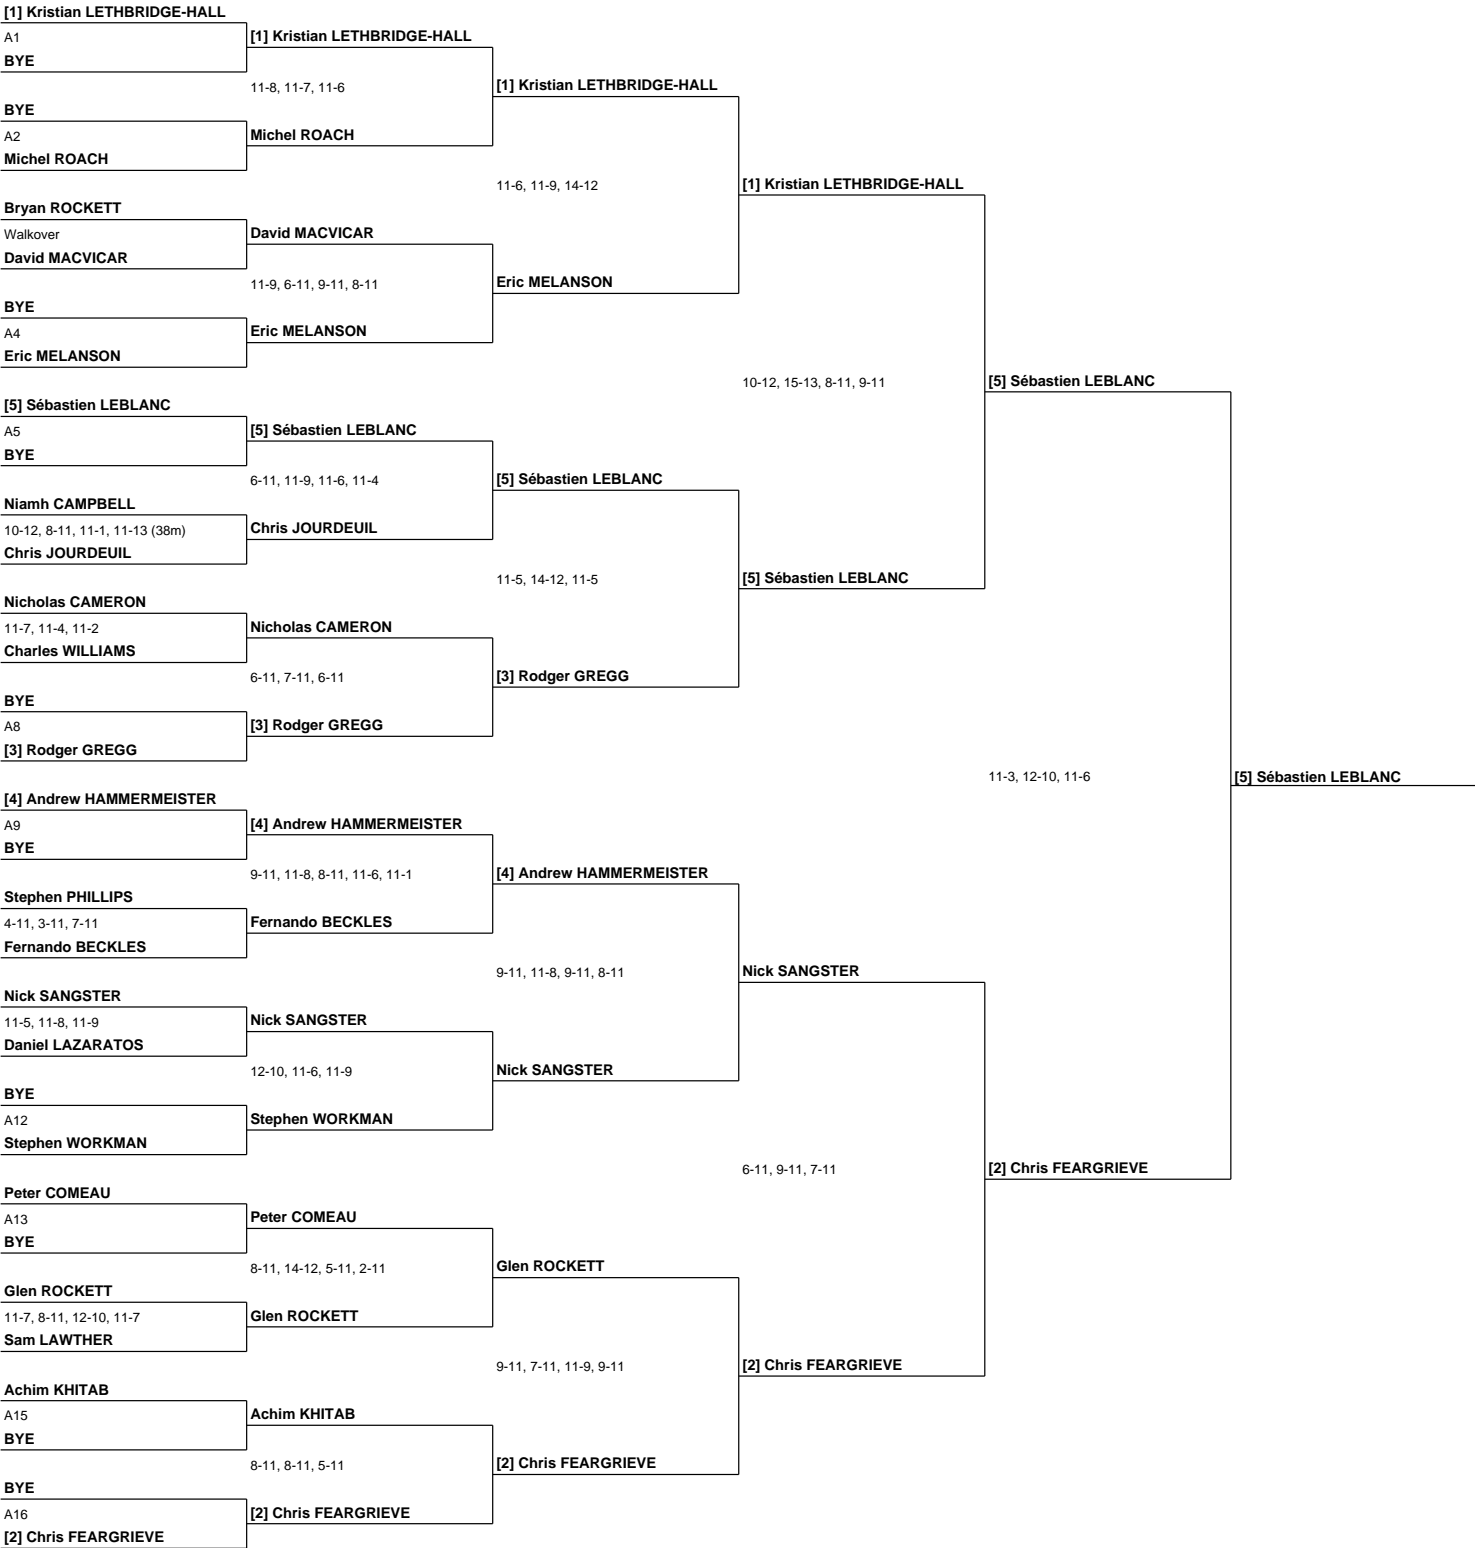 [1] Kristian LETHBRIDGE-HALL
A1
BYE
BYE
A2
Michel ROACH
Bryan ROCKETT
Walkover
David MACVICAR
BYE
A4
Eric MELANSON
[5] Sébastien LEBLANC
A5
BYE
Niamh CAMPBELL
10-12, 8-11, 11-1, 11-13 (38m)
Chris JOURDEUIL
Nicholas CAMERON
11-7, 11-4, 11-2
Charles WILLIAMS
BYE
A8
[3] Rodger GREGG
[4] Andrew HAMMERMEISTER
A9
BYE
Stephen PHILLIPS
4-11, 3-11, 7-11
Fernando BECKLES
Nick SANGSTER
11-5, 11-8, 11-9
Daniel LAZARATOS
BYE
A12
Stephen WORKMAN
Peter COMEAU
A13
BYE
Glen ROCKETT
11-7, 8-11, 12-10, 11-7
Sam LAWTHER
Achim KHITAB
A15
BYE
BYE
A16
[2] Chris FEARGRIEVE
[1] Kristian LETHBRIDGE-HALL
11-8, 11-7, 11-6
Michel ROACH
David MACVICAR
11-9, 6-11, 9-11, 8-11
Eric MELANSON
[5] Sébastien LEBLANC
6-11, 11-9, 11-6, 11-4
Chris JOURDEUIL
Nicholas CAMERON
6-11, 7-11, 6-11
[3] Rodger GREGG
[4] Andrew HAMMERMEISTER
9-11, 11-8, 8-11, 11-6, 11-1
Fernando BECKLES
Nick SANGSTER
12-10, 11-6, 11-9
Stephen WORKMAN
Peter COMEAU
8-11, 14-12, 5-11, 2-11
Glen ROCKETT
Achim KHITAB
8-11, 8-11, 5-11
[2] Chris FEARGRIEVE
[1] Kristian LETHBRIDGE-HALL
11-6, 11-9, 14-12
Eric MELANSON
[5] Sébastien LEBLANC
11-5, 14-12, 11-5
[3] Rodger GREGG
[4] Andrew HAMMERMEISTER
9-11, 11-8, 9-11, 8-11
Nick SANGSTER
Glen ROCKETT
9-11, 7-11, 11-9, 9-11
[2] Chris FEARGRIEVE
[1] Kristian LETHBRIDGE-HALL
10-12, 15-13, 8-11, 9-11
[5] Sébastien LEBLANC
Nick SANGSTER
6-11, 9-11, 7-11
[2] Chris FEARGRIEVE
[5] Sébastien LEBLANC
11-3, 12-10, 11-6
[2] Chris FEARGRIEVE
[5] Sébastien LEBLANC